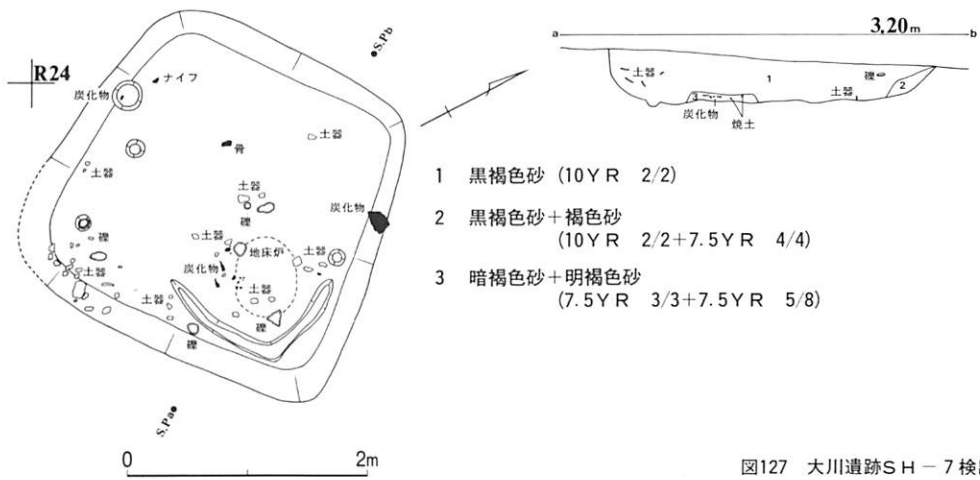 a 3,20m b
土器 1 礫 2
3 土器
炭化物 焼土
S.Pb
R24
ナイフ
炭化物
骨 土器
土器
土器 炭化物
礫
礫 土器 地床炉 土器
土器 炭化物
土器 土器
礫
礫
S.Pa
0 2m
1 黒褐色砂 (10YR 2/2)
2 黒褐色砂+褐色砂
(10YR 2/2+7.5YR 4/4)
3 暗褐色砂+明褐色砂
(7.5YR 3/3+7.5YR 5/8)
図127 大川遺跡SH-7検